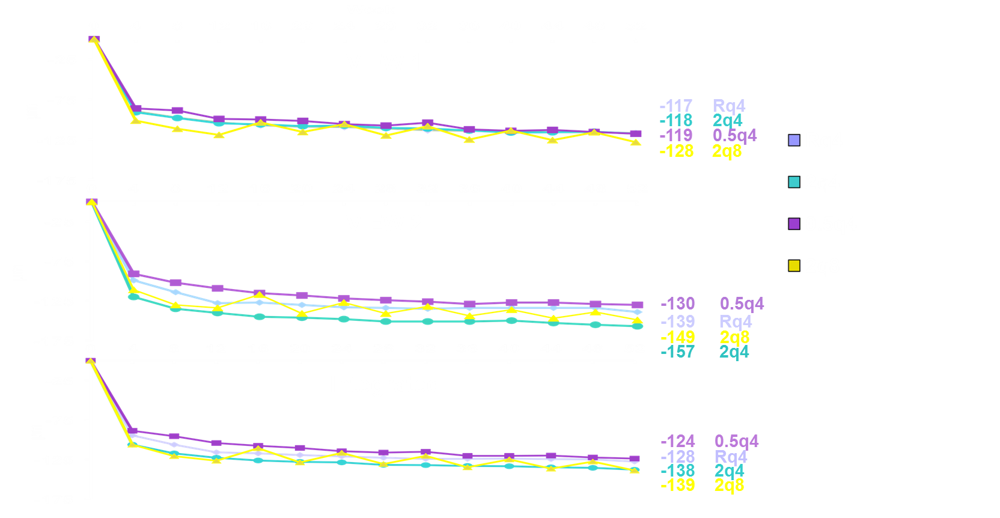 -117 Rq4
-118 2q4
-119 0.5q4
-128 2q8
-130 0.5q4
-139 Rq4
-149 2q8
-157 2q4
-124 0.5q4
-128 Rq4
-138 2q4
-139 2q8